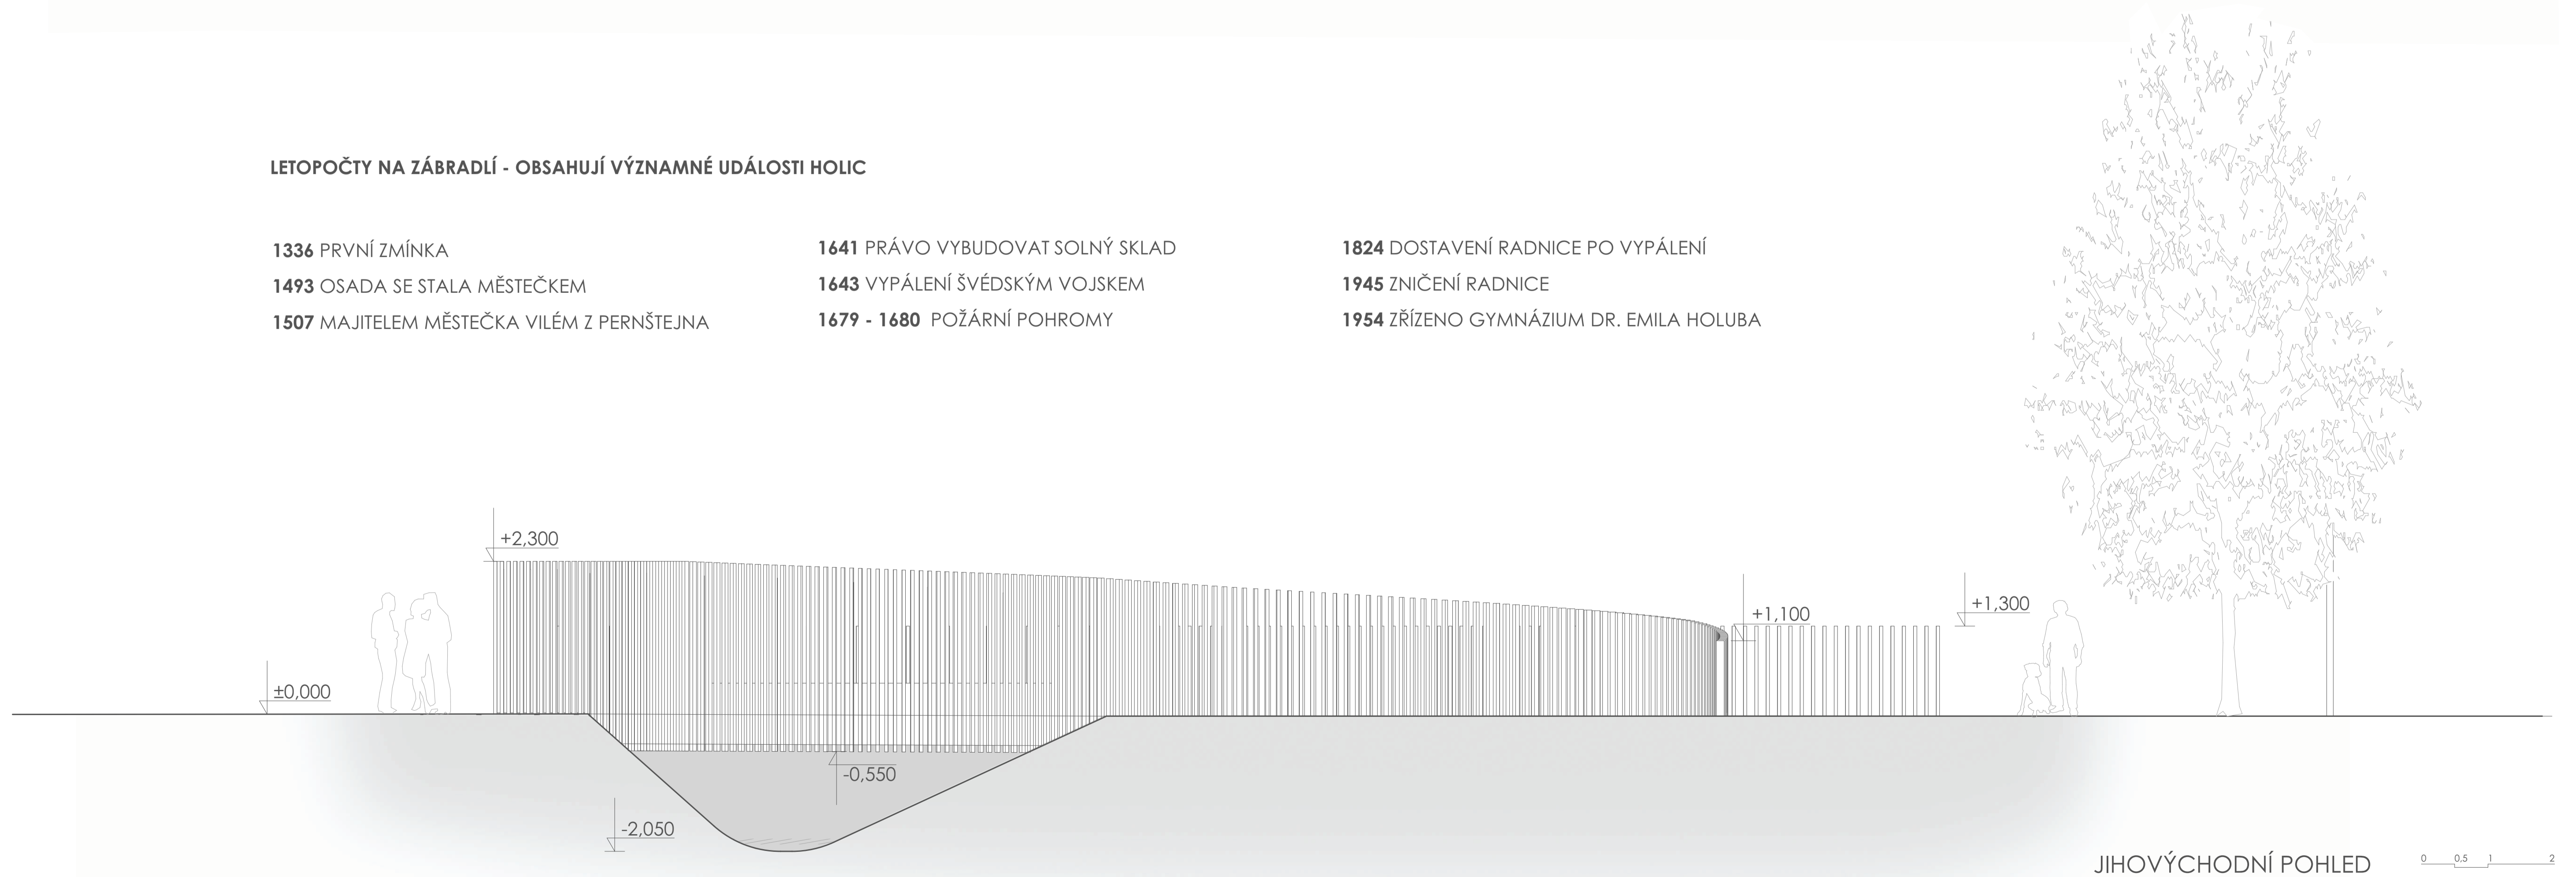 LETOPOČTY NA ZÁBRADLÍ - OBSAHUJÍ VÝZNAMNÉ UDÁLOSTI HOLIC
1336 PRVNÍ ZMÍNKA
1493 OSADA SE STALA MĚSTEČKEM
1507 MAJITELEM MĚSTEČKA VILÉM Z PERNŠTEJNA
1641 PRÁVO VYBUDOVAT SOLNÝ SKLAD
1643 VYPÁLENÍ ŠVÉDSKÝM VOJSKEM
1679 - 1680 POŽÁRNÍ POHROMY
1824 DOSTAVENÍ RADNICE PO VYPÁLENÍ
1945 ZNIČENÍ RADNICE
1954 ZŘÍZENO GYMNÁZIUM DR. EMILA HOLUBA
+2,300
+1,100
+1,300
±0,000
-0,550
-2,050
JIHOVÝCHODNÍ POHLED
0 0,5 1 2